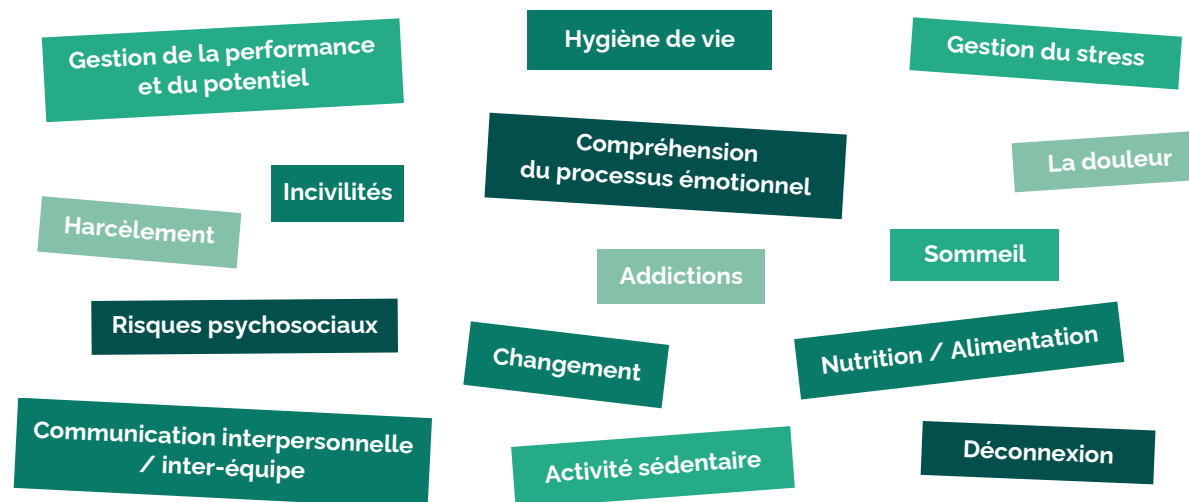 Gestion de la performance
et du potentiel
Hygiène de vie
Gestion du stress
Compréhension
du processus émotionnel
La douleur
Incivilités
Harcèlement
Sommeil
Addictions
Risques psychosociaux
Changement
Nutrition / Alimentation
Communication interpersonnelle
/ inter-équipe
Activité sédentaire
Déconnexion